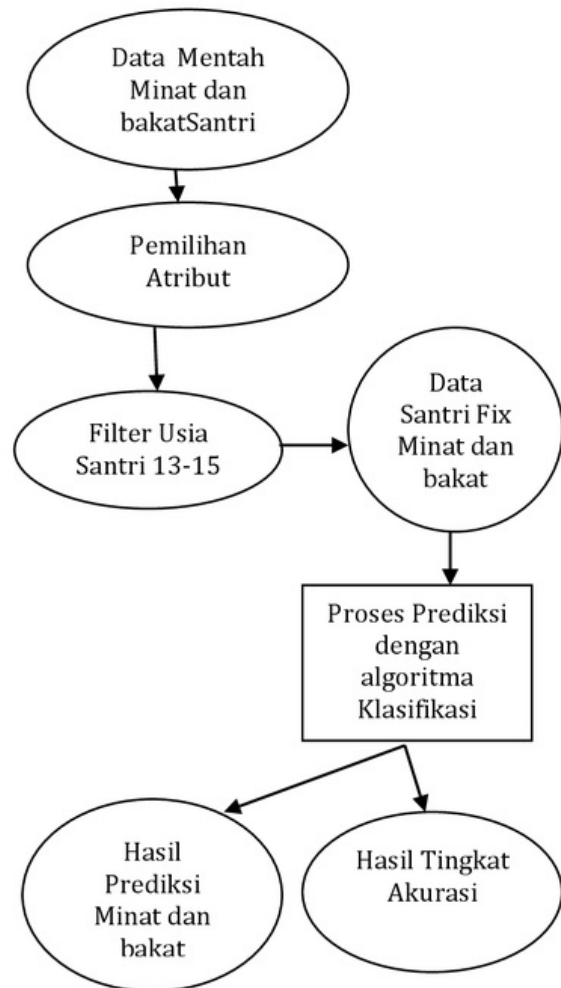 Data Mentah
Minat dan
bakatSantri
Pemilihan
Atribut
Filter Usia
Santri 13-15
Data
Santri Fix
Minat dan
bakat
Proses Prediksi
dengan
algoritma
Klasifikasi
Hasil
Prediksi
Minat dan
bakat
Hasil Tingkat
Akurasi